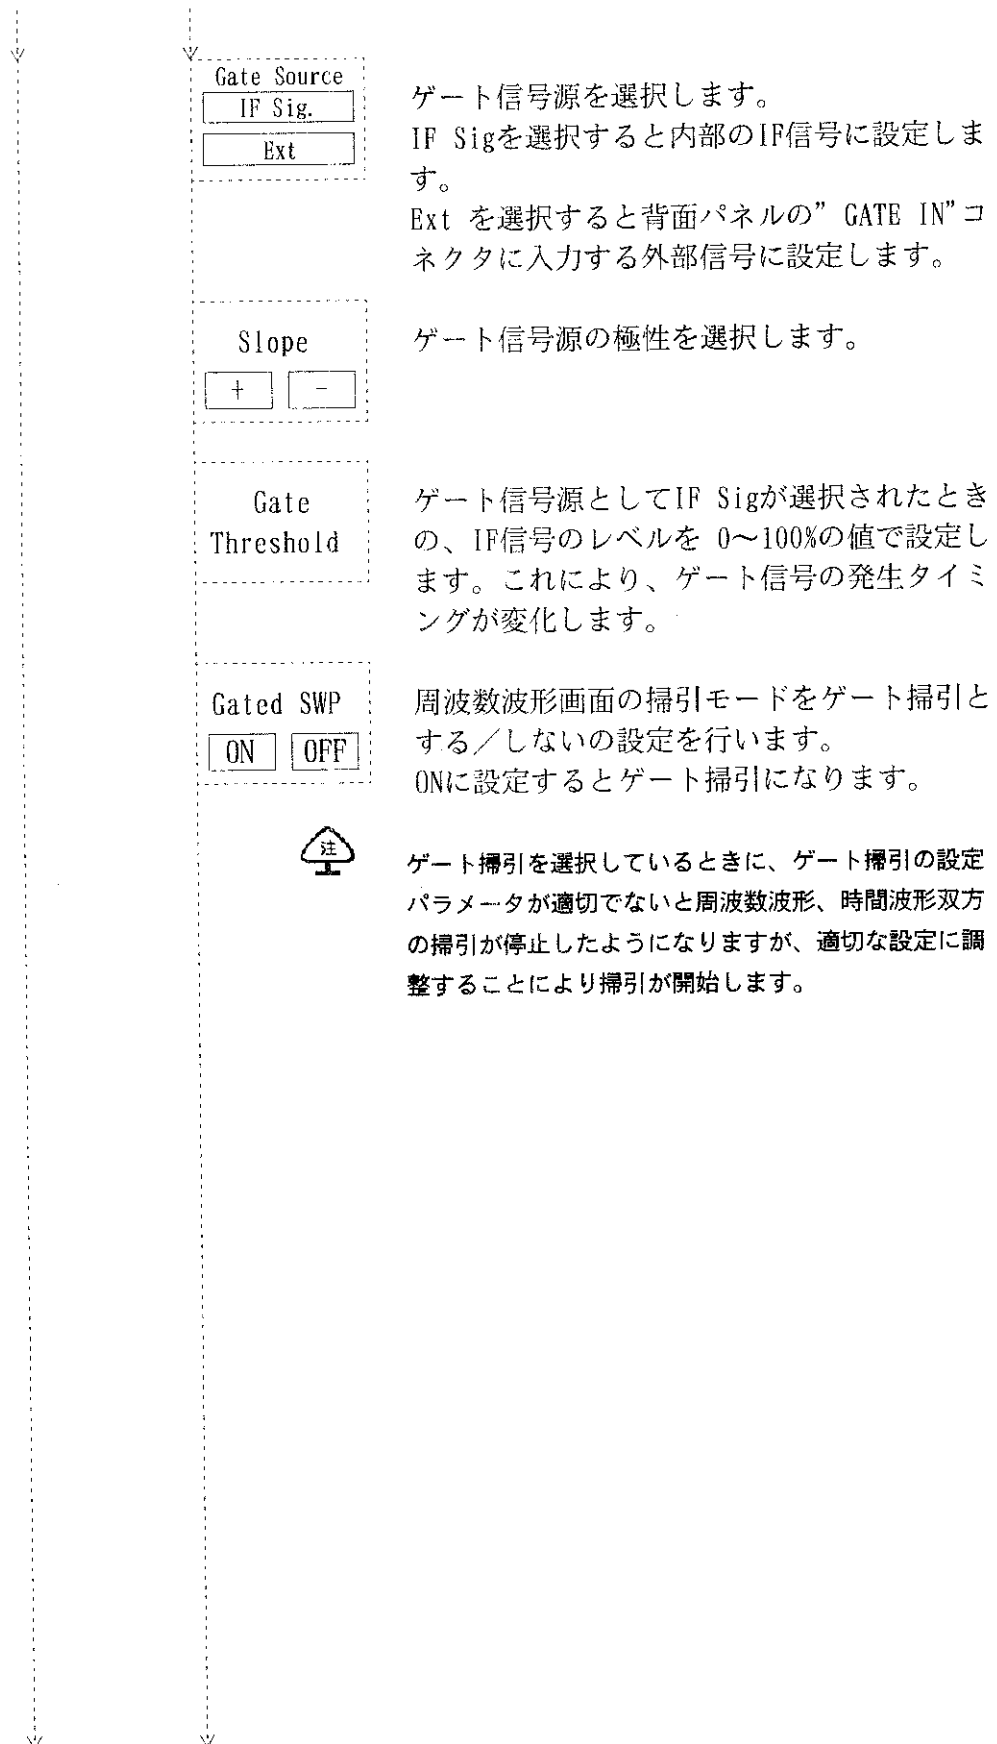 Gate Source
IF Sig.
Ext
ゲート信号源を選択します。
IF Sigを選択すると内部のIF信号に設定しま
す。
Ext を選択すると背面パネルの”GATE IN”コ
ネクタに入力する外部信号に設定します。
Slope
+ -
ゲート信号源の極性を選択します。
Gate
Threshold
ゲート信号源としてIF Sigが選択されたとき
の、IF信号のレベルを 0〜100%の値で設定し
ます。これにより、ゲート信号の発生タイミ
ングが変化します。
Gated SWP
ON OFF
周波数波形画面の掃引モードをゲート掃引と
する／しないの設定を行います。
ONに設定するとゲート掃引になります。
注
ゲート掃引を選択しているときに、ゲート掃引の設定
パラメータが適切でないと周波数波形、時間波形双方
の掃引が停止したようになりますが、適切な設定に調
整することにより掃引が開始します。